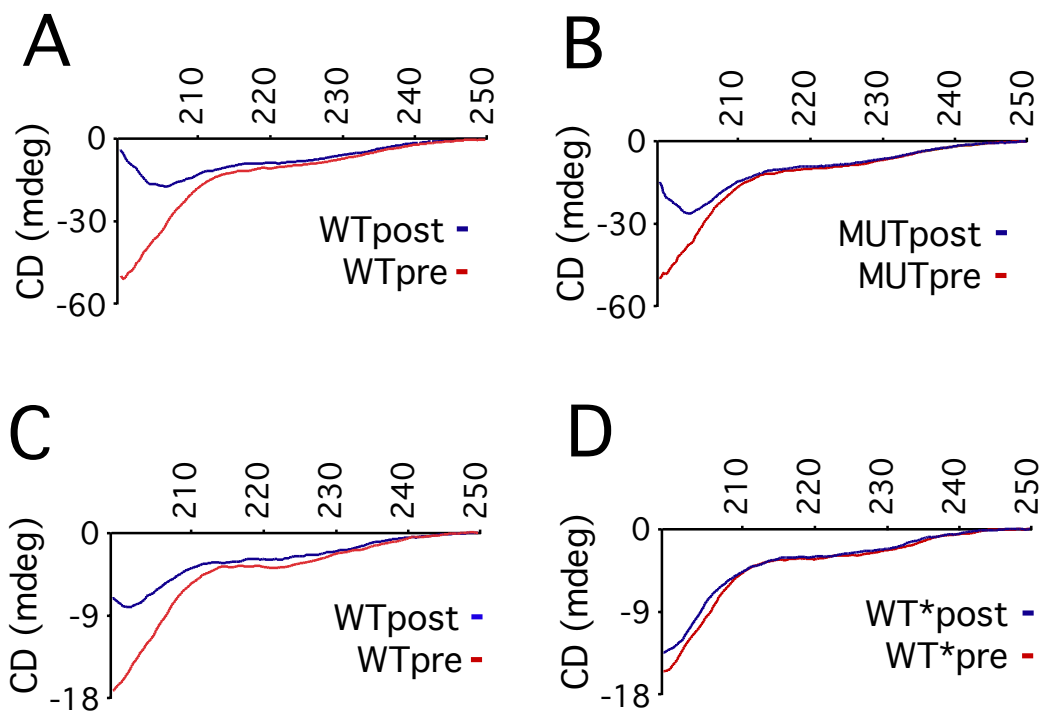 A
210 220 230 240 250
0
-30
-60
CD (mdeg)
WTpost
WTpre
B
210 220 230 240 250
0
-30
-60
CD (mdeg)
MUTpost
MUTpre
C
210 220 230 240 250
0
-9
-18
CD (mdeg)
WTpost
WTpre
D
210 220 230 240 250
0
-9
-18
CD (mdeg)
WT*post
WT*pre